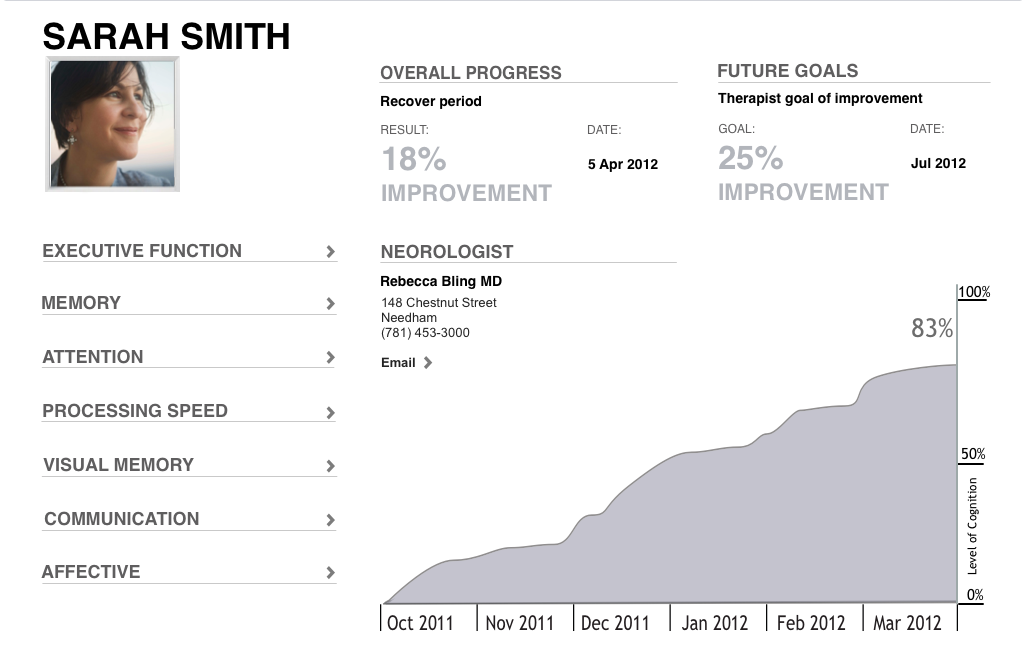 SARAH SMITH
OVERALL PROGRESS
Recover period
RESULT:
DATE:
18%
5 Apr 2012
IMPROVEMENT
FUTURE GOALS
Therapist goal of improvement
GOAL:
DATE:
25%
Jul 2012
IMPROVEMENT
EXECUTIVE FUNCTION
MEMORY
ATTENTION
PROCESSING SPEED
VISUAL MEMORY
COMMUNICATION
AFFECTIVE
NEOROLOGIST
Rebecca Bling MD
148 Chestnut Street
Needham
(781) 453-3000
Email
100%
83%
50%
Level of Cognition
0%
Oct 2011
Nov 2011
Dec 2011
Jan 2012
Feb 2012
Mar 2012